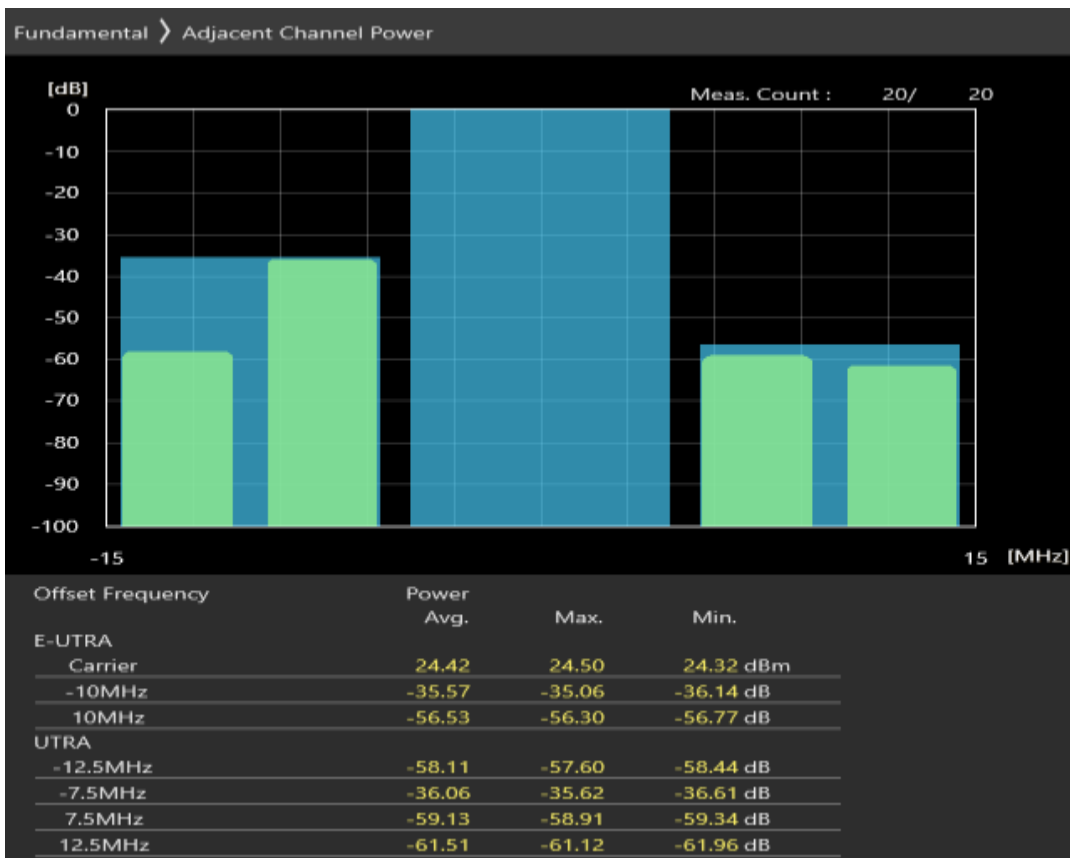 Fundamental 》 Adjacent Channel Power
[dB]
Meas. Count : 20/ 20
0
-10
-20
-30
-40
-50
-60
-70
-80
-90
-100
-15 15 [MHz]
Offset Frequency Power
Avg. Max. Min.
E-UTRA
Carrier 24.42 24.50 24.32 dBm
-10MHz -35.57 -35.06 -36.14 dB
10MHz -56.53 -56.30 -56.77 dB
UTRA
-12.5MHz -58.11 -57.60 -58.44 dB
-7.5MHz -36.06 -35.62 -36.61 dB
7.5MHz -59.13 -58.91 -59.34 dB
12.5MHz -61.51 -61.12 -61.96 dB